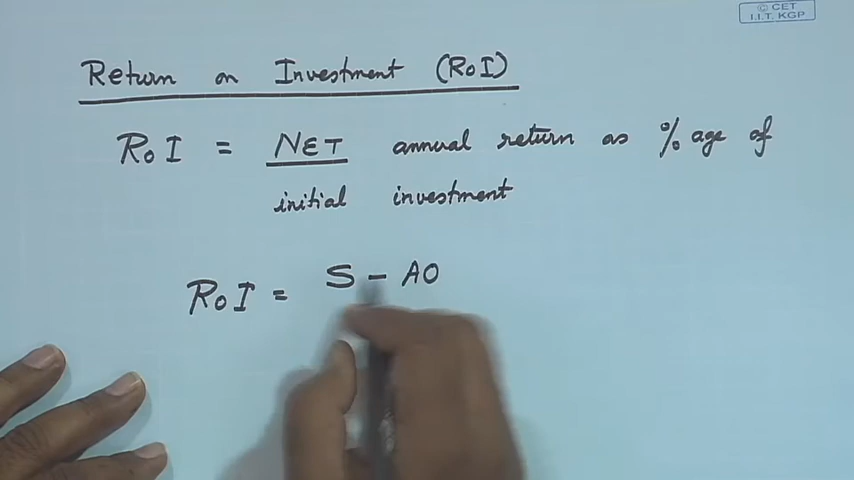 © CET
I.I.T. KGP
Return on Investment (RoI)
RoI = NET annual return as % age of
initial investment
RoI = S - AO